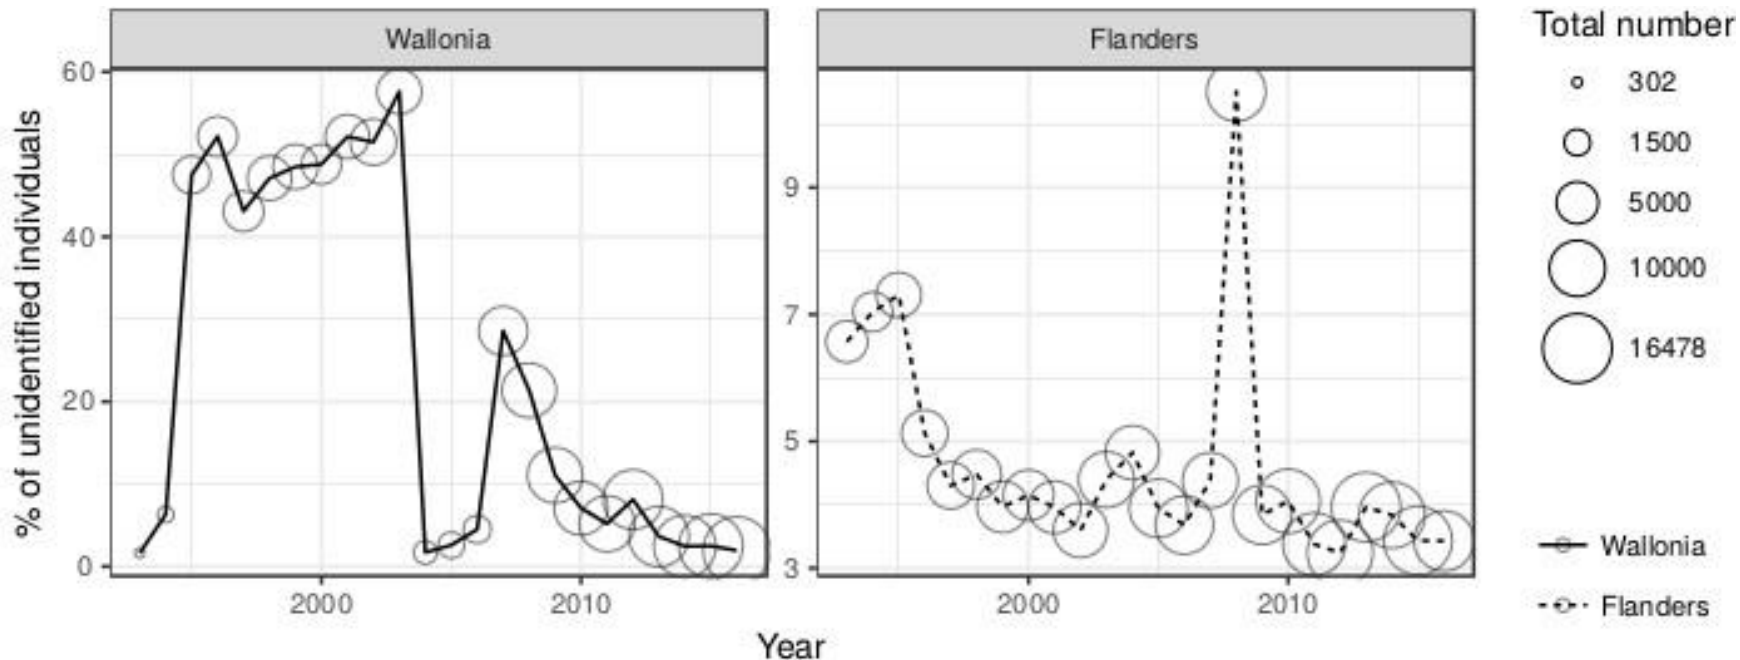 Wallonia
Flanders
% of unidentified individuals
60
40
20
0
9
7
5
3
2000
2010
2000
2010
Year
Total number
302
1500
5000
10000
16478
Wallonia
Flanders